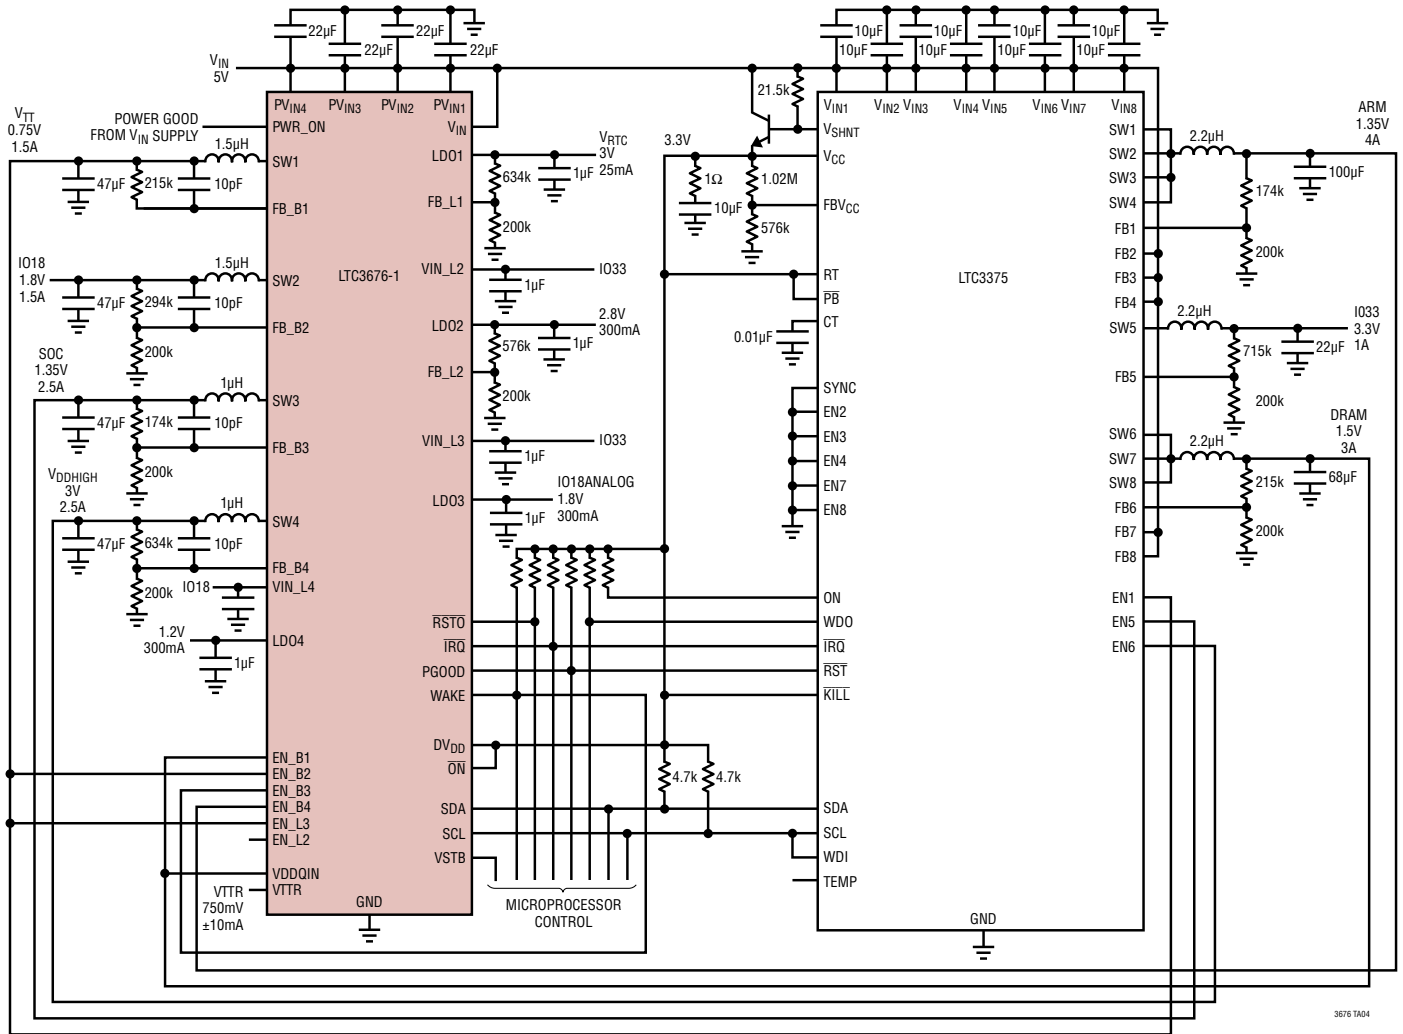 22µF
22µF
22µF
22µF
10µF
10µF
10µF
10µF
10µF
10µF
10µF
10µF
10µF
10µF
10µF
10µF
VIN
5V
21.5k
PVIN4
PVIN3
PVIN2
PVIN1
VIN
PWR_ON
POWER GOOD
FROM VIN SUPPLY
VTT
0.75V
1.5A
1.5µH
SW1
47µF
215k
10pF
FB_B1
IO18
1.8V
1.5A
1.5µH
SW2
47µF
294k
10pF
FB_B2
200k
SOC
1.35V
2.5A
1µH
SW3
47µF
174k
10pF
FB_B3
200k
VDDHIGH
3V
2.5A
1µH
SW4
47µF
634k
10pF
FB_B4
200k
IO18
VIN_L4
1.2V
300mA
LDO4
1µF
EN_B1
EN_B2
EN_B3
EN_B4
EN_L3
EN_L2
VDDQIN
VTTR
VTTR
750mV
±10mA
GND
LTC3676-1
LDO1
VRTC
3V
25mA
1µF
634k
FB_L1
200k
VIN_L2
IO33
1µF
LDO2
2.8V
300mA
1µF
576k
FB_L2
200k
VIN_L3
IO33
1µF
LDO3
IO18ANALOG
1.8V
300mA
1µF
RSTO
IRQ
PGOOD
WAKE
DVDD
ON
SDA
SCL
VSTB
MICROPROCESSOR
CONTROL
4.7k
4.7k
3.3V
1Ω
10µF
1.02M
576k
0.01µF
VIN1
VIN2
VIN3
VIN4
VIN5
VIN6
VIN7
VIN8
VSHNT
VCC
FBVCC
RT
PB
CT
SYNC
EN2
EN3
EN4
EN7
EN8
ON
WDO
IRQ
RST
KILL
SDA
SCL
WDI
TEMP
GND
LTC3375
SW1
SW2
SW3
SW4
FB1
FB2
FB3
FB4
SW5
FB5
SW6
SW7
SW8
FB6
FB7
FB8
EN1
EN5
EN6
2.2µH
ARM
1.35V
4A
100µF
174k
200k
2.2µH
IO33
3.3V
1A
22µF
715k
200k
2.2µH
DRAM
1.5V
3A
68µF
215k
200k
3676 TA04